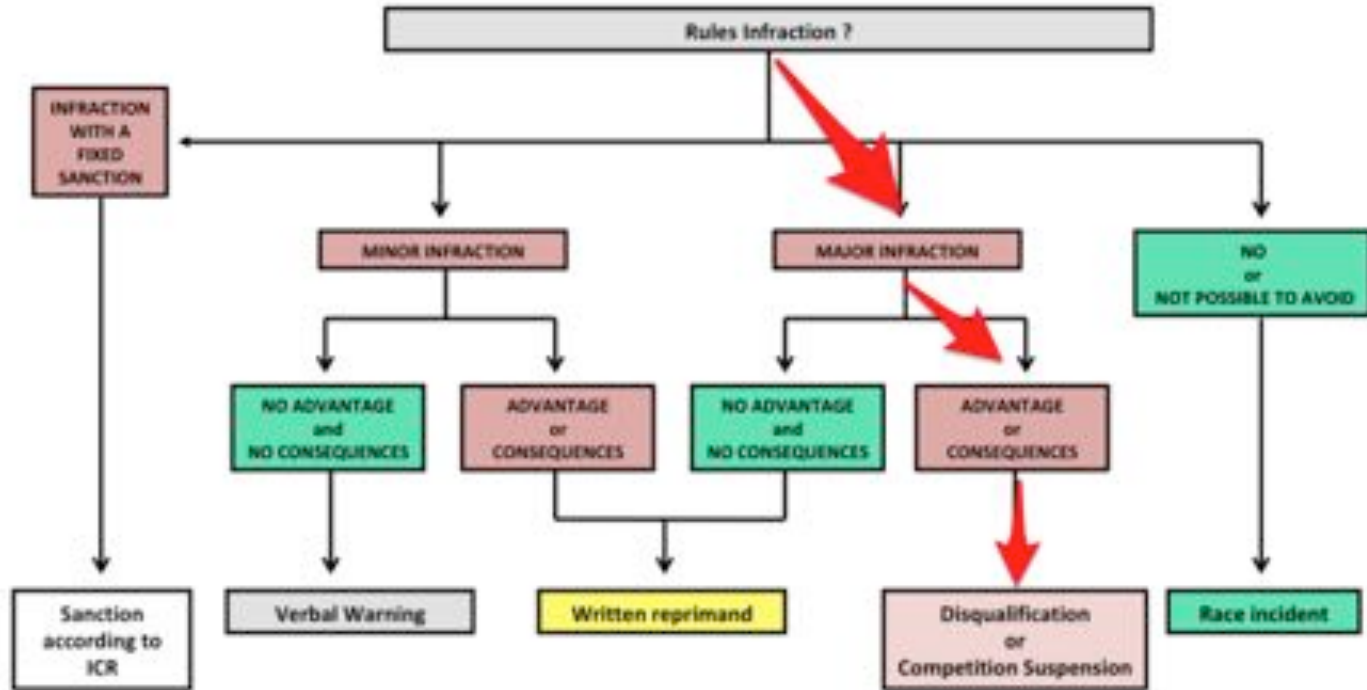 Rules Infraction ?
INFRACTION
WITH A
FIXED
SANCTION
MINOR INFRACTION
MAJOR INFRACTION
NO
or
NOT POSSIBLE TO AVOID
NO ADVANTAGE
and
NO CONSEQUENCES
ADVANTAGE
or
CONSEQUENCES
NO ADVANTAGE
and
NO CONSEQUENCES
ADVANTAGE
or
CONSEQUENCES
Sanction
according to
ICR
Verbal Warning
Written reprimand
Disqualification
or
Competition Suspension
Race incident